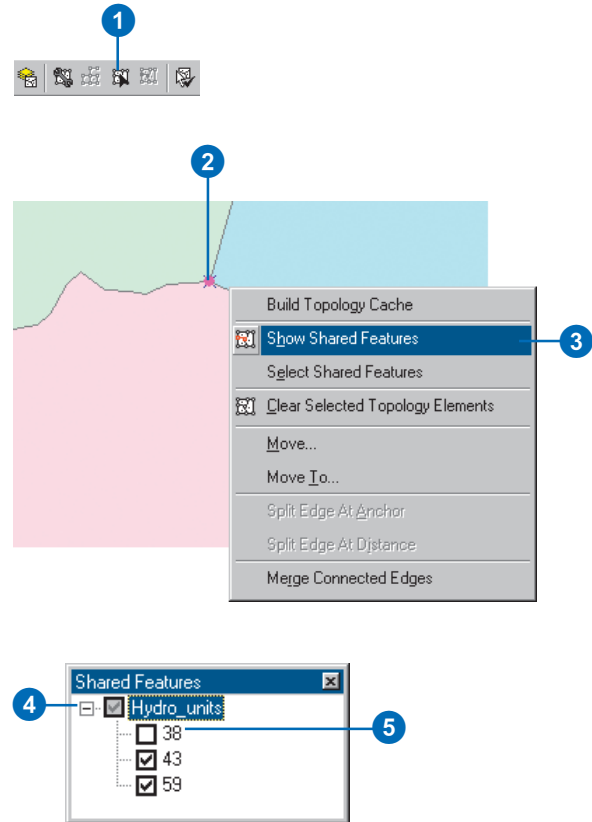 1
2
Build Topology Cache
Show Shared Features
3
Select Shared Features
Clear Selected Topology Elements
Move...
Move To...
Split Edge At Anchor
Split Edge At Distance
Merge Connected Edges
Shared Features
4
Hydro_units
38
5
43
59